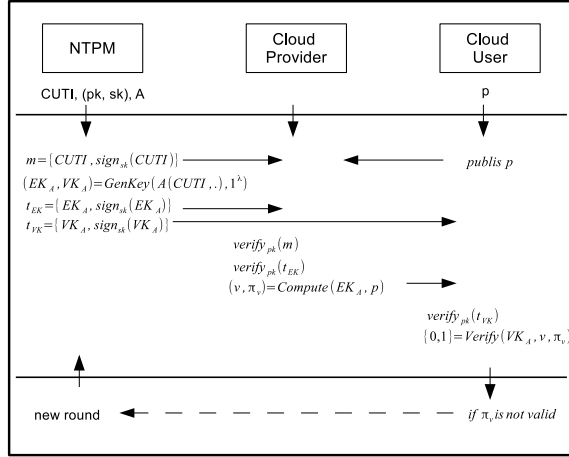 NTPM
Cloud
Provider
Cloud
User
CUTI, (pk, sk), A
p
m={CUTI, sign_sk(CUTI)}
publis p
(EK_A, VK_A)=GenKey(A(CUTI,.),1^λ)
t_EK={EK_A, sign_sk(EK_A)}
t_VK={VK_A, sign_sk(VK_A)}
verify_pk(m)
verify_pk(t_EK)
(v, π_v)=Compute(EK_A, p)
verify_pk(t_VK)
{0,1}=Verify(VK_A, v, π_v)
new round
if π_v is not valid